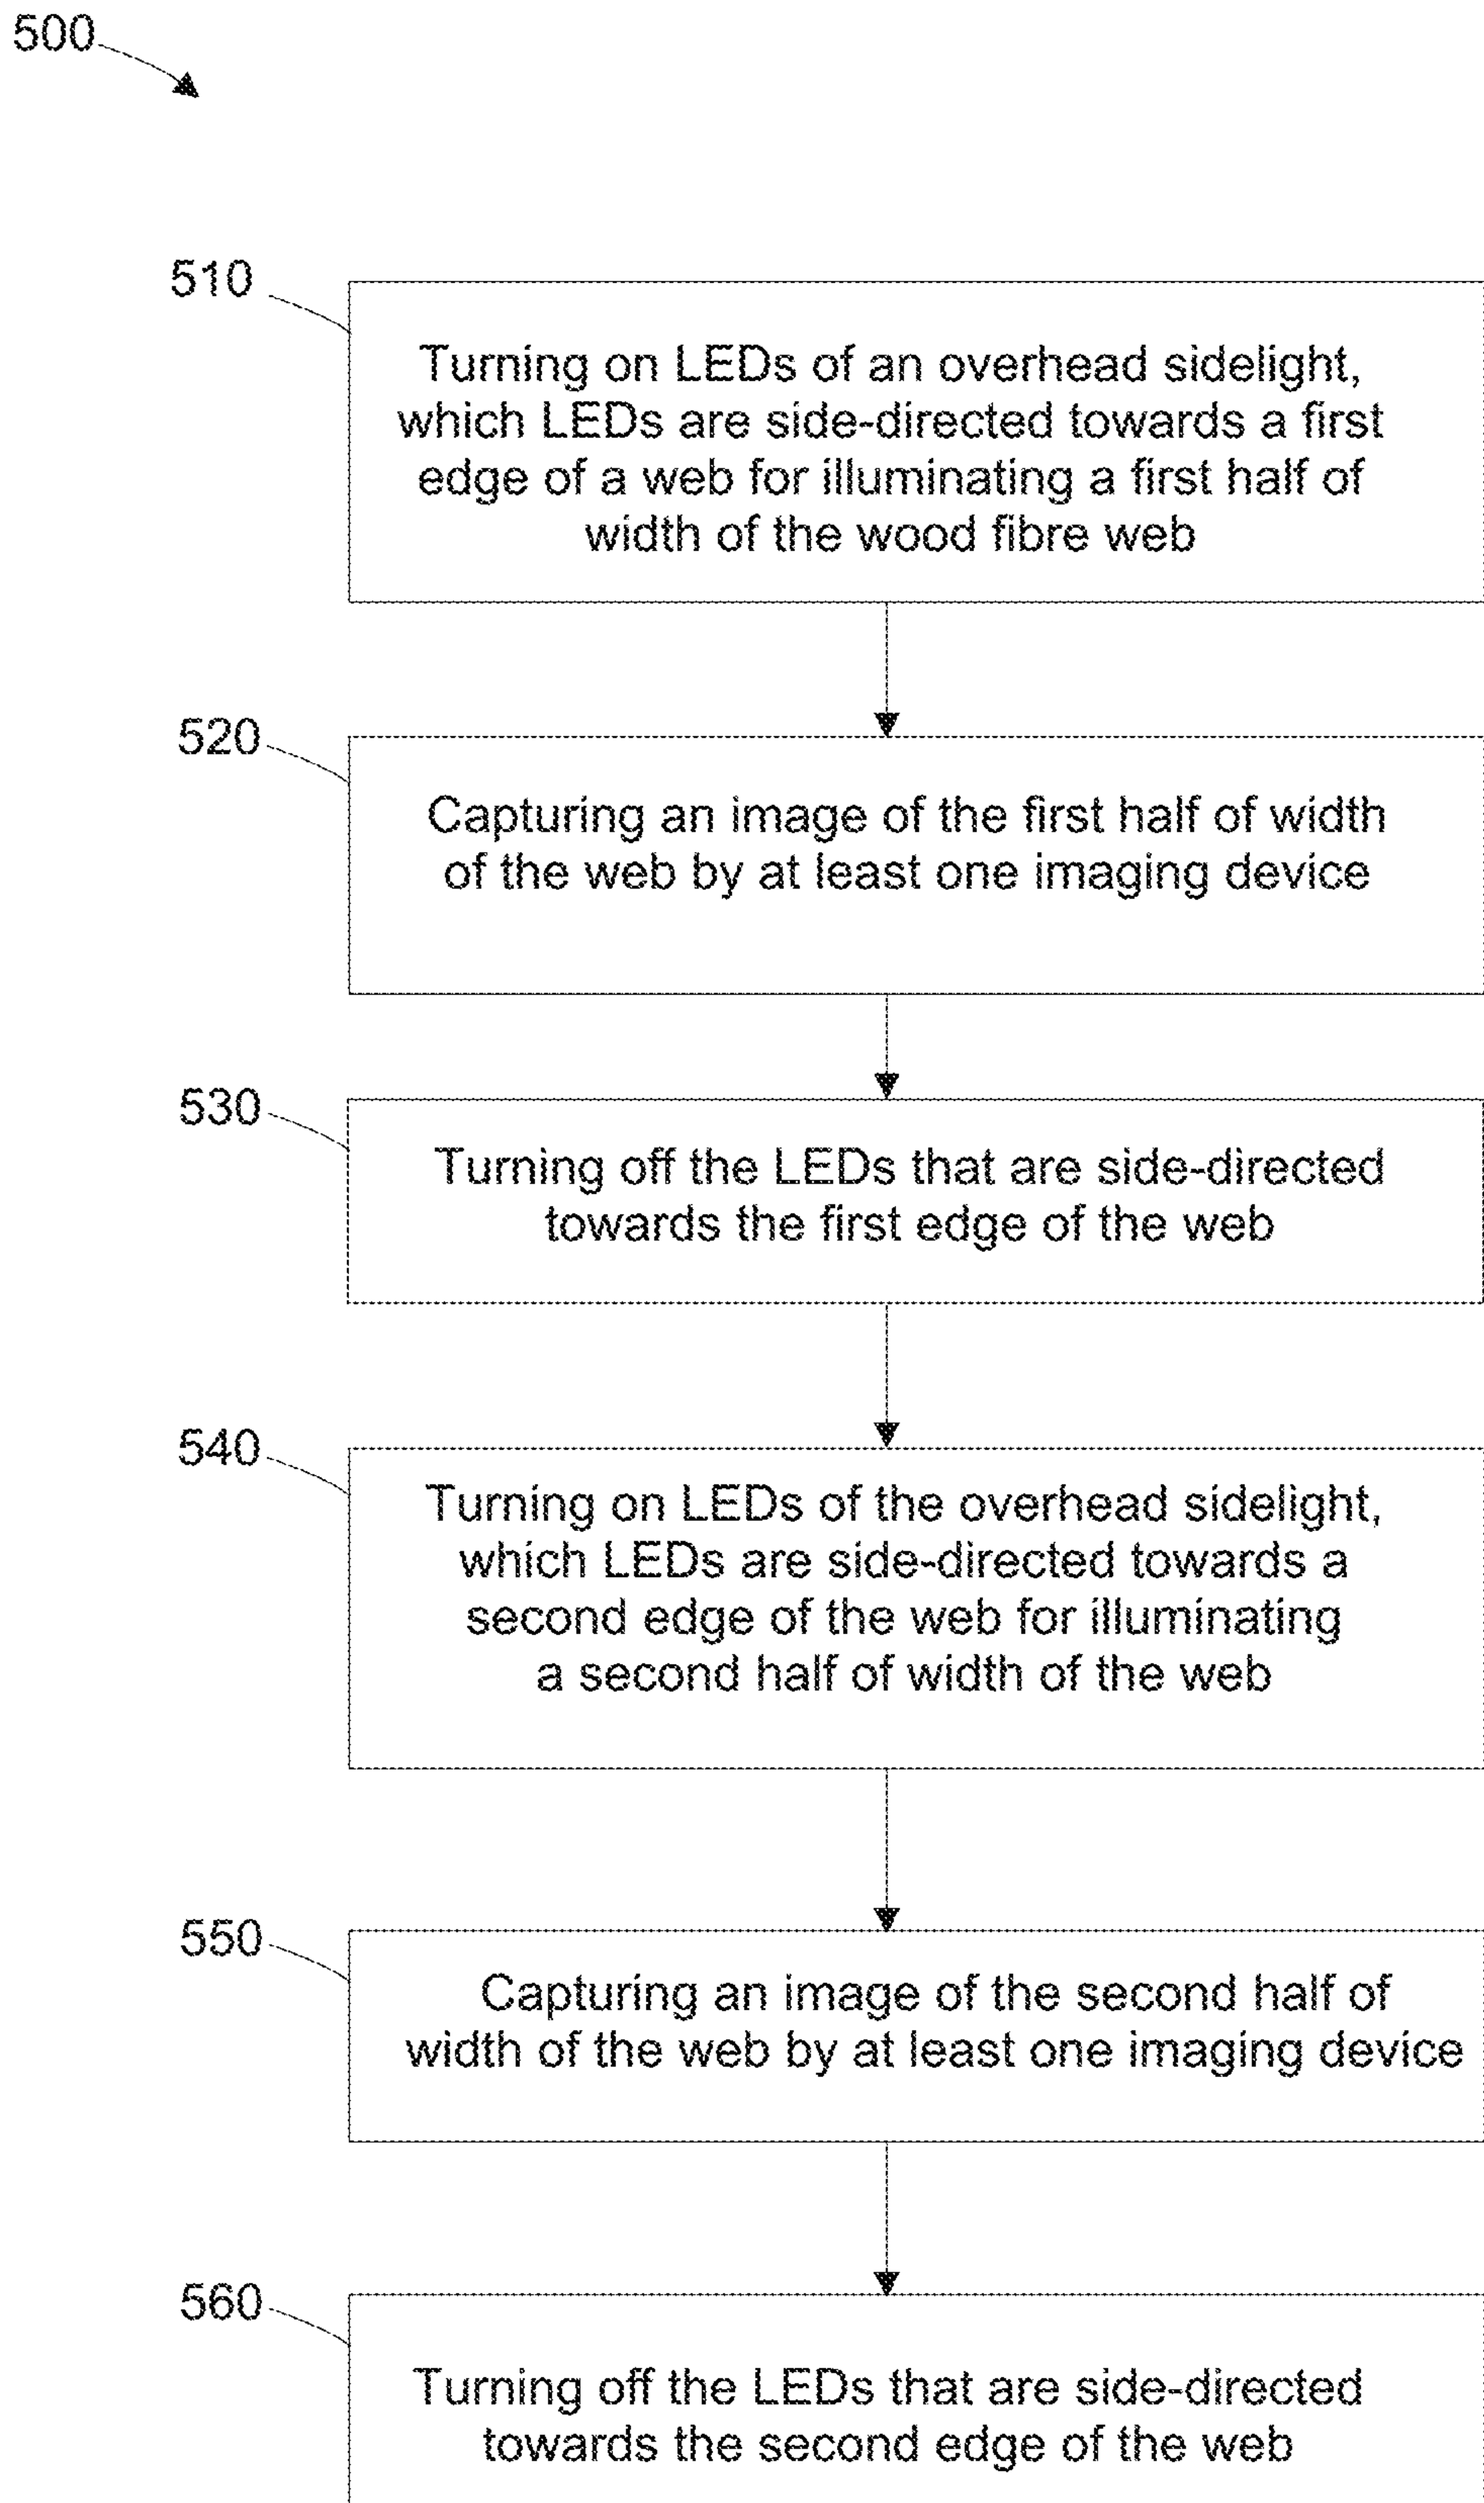 500
510
Turning on LEDs of an overhead sidelight,
which LEDs are side-directed towards a first
edge of a web for illuminating a first half of
width of the wood fibre web
520
Capturing an image of the first half of width
of the web by at least one imaging device
530
Turning off the LEDs that are side-directed
towards the first edge of the web
540
Turning on LEDs of the overhead sidelight,
which LEDs are side-directed towards a
second edge of the web for illuminating
a second half of width of the web
550
Capturing an image of the second half of
width of the web by at least one imaging device
560
Turning off the LEDs that are side-directed
towards the second edge of the web